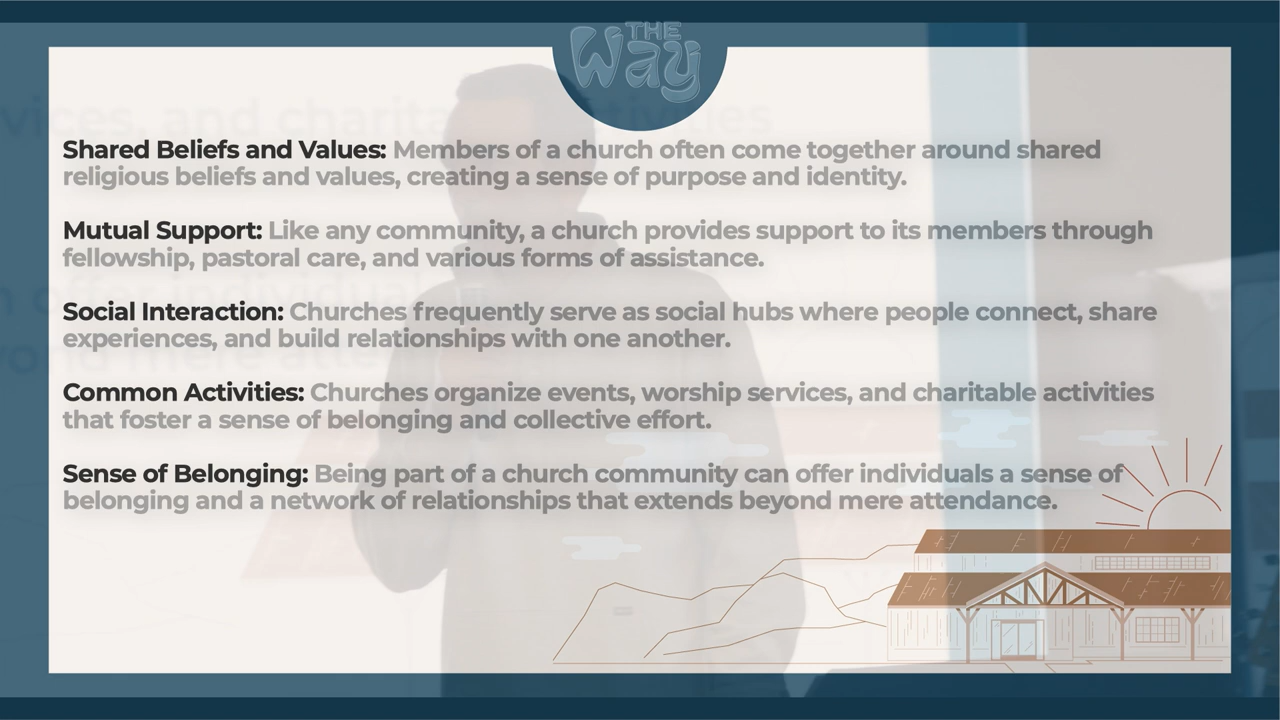 THE
Way
Shared Beliefs and Values: Members of a church often come together around shared
religious beliefs and values, creating a sense of purpose and identity.
Mutual Support: Like any community, a church provides support to its members through
fellowship, pastoral care, and various forms of assistance.
Social Interaction: Churches frequently serve as social hubs where people connect, share
experiences, and build relationships with one another.
Common Activities: Churches organize events, worship services, and charitable activities
that foster a sense of belonging and collective effort.
Sense of Belonging: Being part of a church community can offer individuals a sense of
belonging and a network of relationships that extends beyond mere attendance.